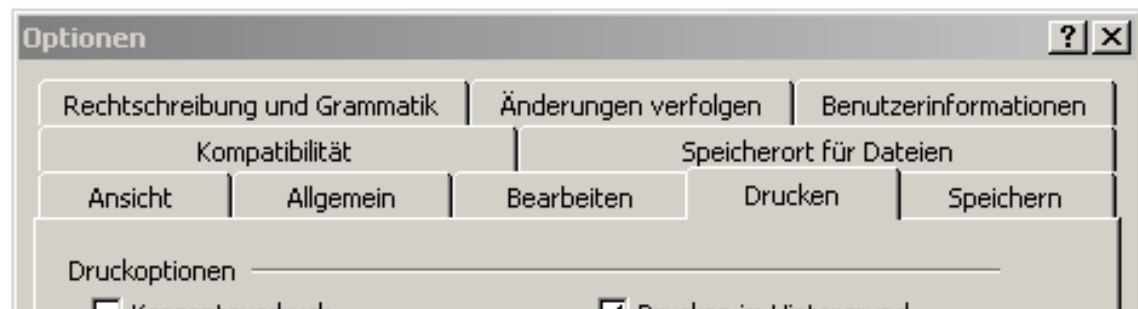 Optionen
Rechtschreibung und Grammatik Änderungen verfolgen Benutzerinformationen
Kompatibilität Speicherort für Dateien
Ansicht Allgemein Bearbeiten Drucken Speichern
Druckoptionen